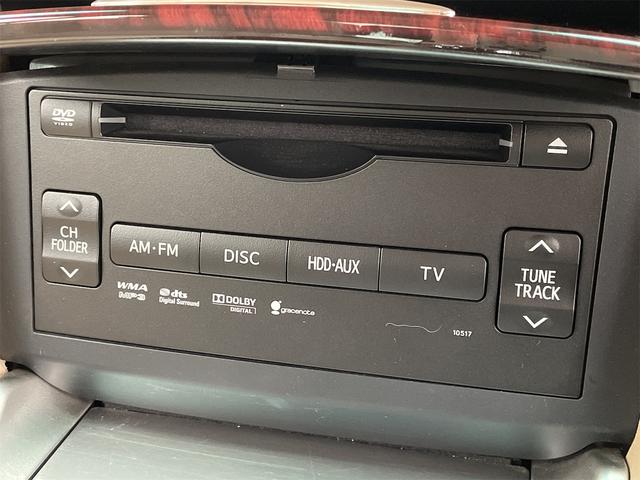 DVD
VIDEO
CH
FOLDER
AM·FM
DISC
HDD·AUX
TV
TUNE
TRACK
WMA
MP3
dts
Digital Surround
DOLBY
DIGITAL
gracenote
10517